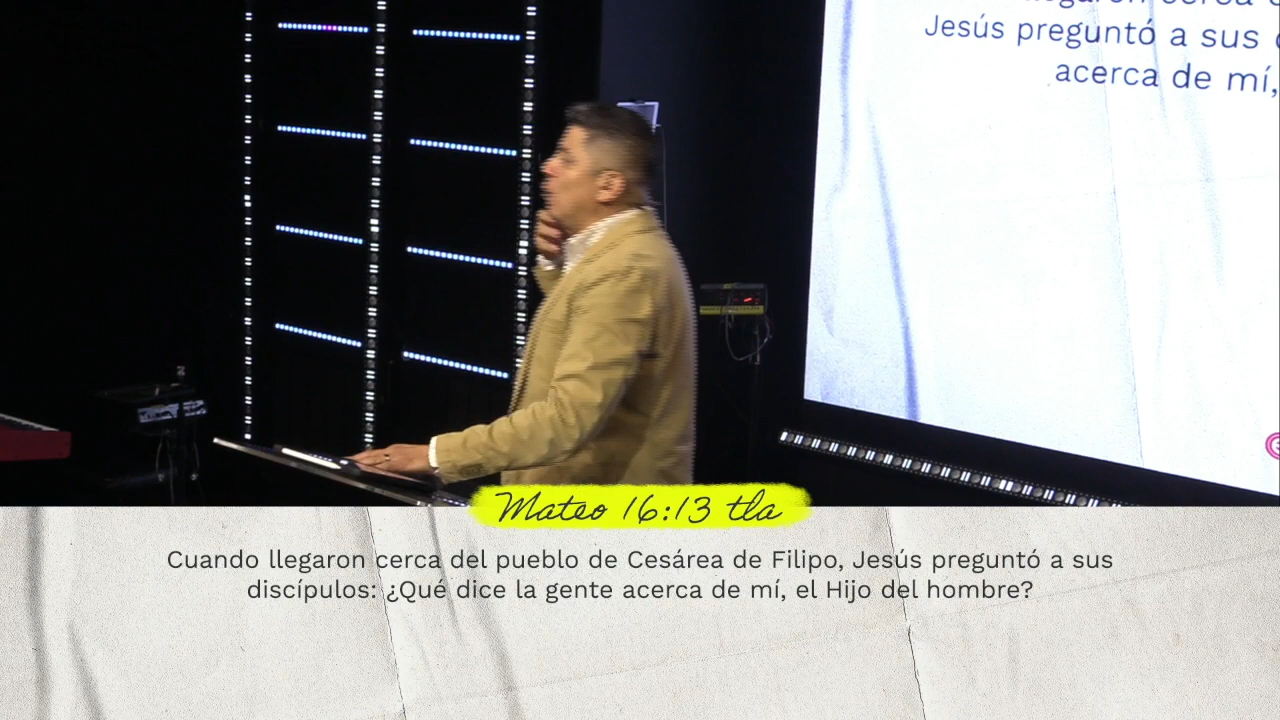 Jesús preguntó a sus
acerca de mí,
Mateo 16:13 tla
Cuando llegaron cerca del pueblo de Cesárea de Filipo, Jesús preguntó a sus
discípulos: ¿Qué dice la gente acerca de mí, el Hijo del hombre?